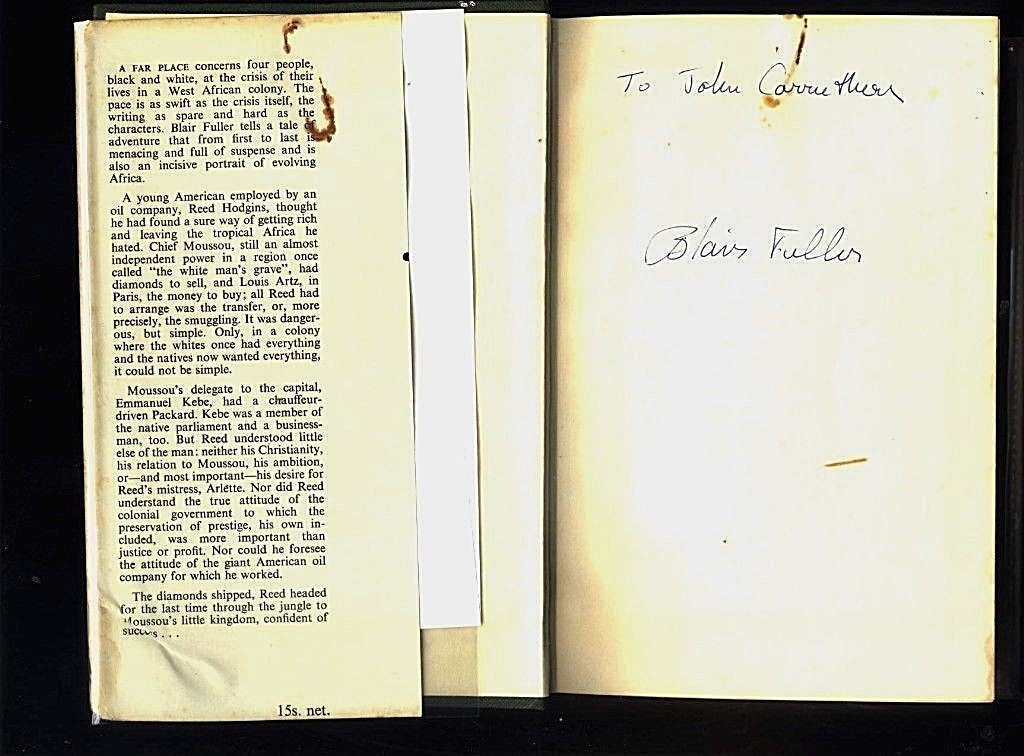 A FAR PLACE concerns four people,
black and white, at the crisis of their
lives in a West African colony. The
pace is as swift as the crisis itself, the
writing as spare and hard as the
characters. Blair Fuller tells a tale of
adventure that from first to last is
menacing and full of suspense and is
also an incisive portrait of evolving
Africa.
A young American employed by an
oil company, Reed Hodgins, thought
he had found a sure way of getting rich
and leaving the tropical Africa he
hated. Chief Moussou, still an almost
independent power in a region once
called "the white man's grave", had
diamonds to sell, and Louis Artz, in
Paris, the money to buy; all Reed had
to arrange was the transfer, or, more
precisely, the smuggling. It was danger-
ous, but simple. Only, in a colony
where the whites once had everything
and the natives now wanted everything,
it could not be simple.
Moussou's delegate to the capital,
Emmanuel Kebe, had a chauffeur-
driven Packard. Kebe was a member of
the native parliament and a business-
man, too. But Reed understood little
else of the man: neither his Christianity,
his relation to Moussou, his ambition,
or—and most important—his desire for
Reed's mistress, Arlette. Nor did Reed
understand the true attitude of the
colonial government to which the
preservation of prestige, his own in-
cluded, was more important than
justice or profit. Nor could he foresee
the attitude of the giant American oil
company for which he worked.
The diamonds shipped, Reed headed
for the last time through the jungle to
Moussou's little kingdom, confident of
success . . .
15s. net.
To John Carruthers
Blair Fuller